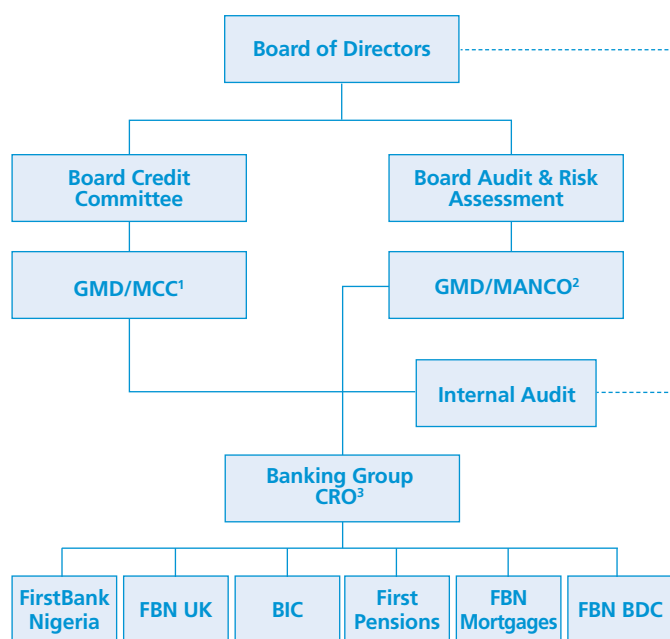 Board of Directors
Board Credit
Committee
Board Audit & Risk
Assessment
GMD/MCC¹
GMD/MANCO²
Internal Audit
Banking Group
CRO³
FirstBank
Nigeria
FBN UK
BIC
First
Pensions
FBN
Mortgages
FBN BDC